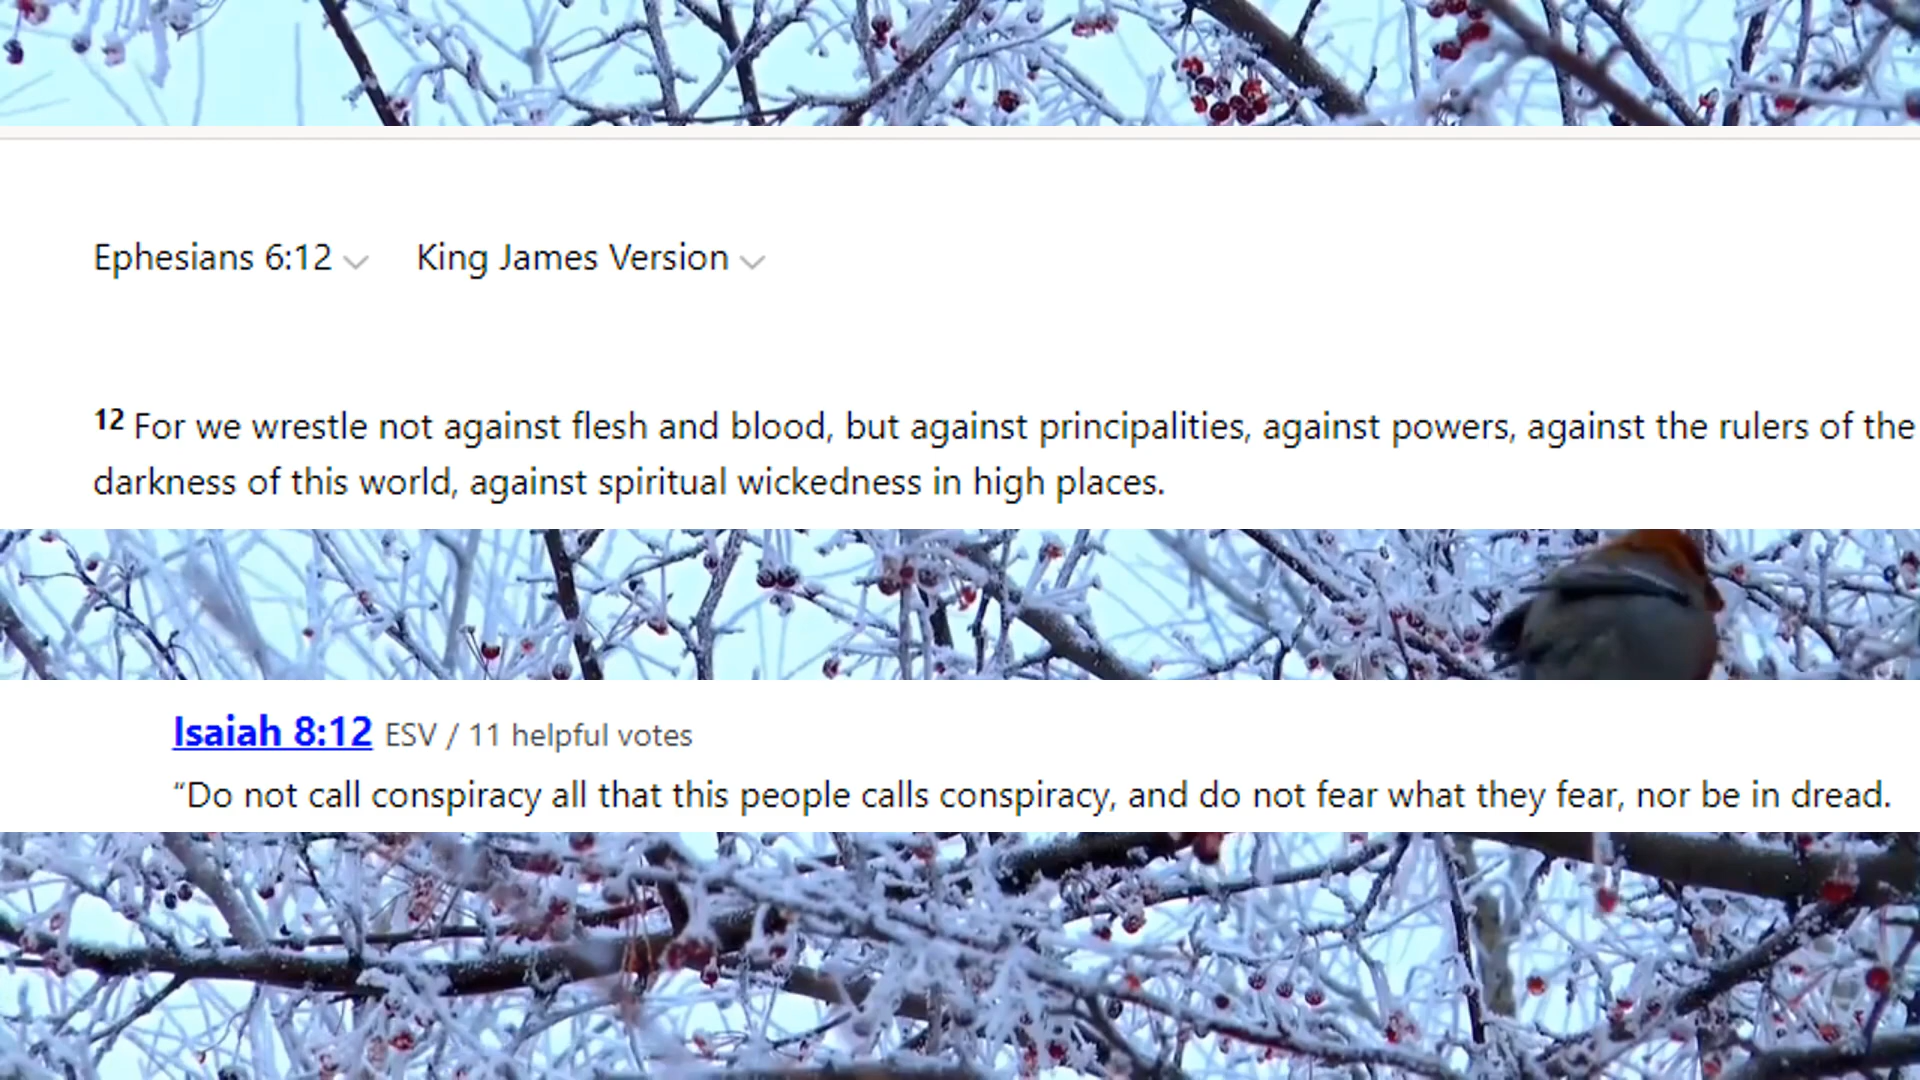 Ephesians 6:12 King James Version
12 For we wrestle not against flesh and blood, but against principalities, against powers, against the rulers of the
darkness of this world, against spiritual wickedness in high places.
Isaiah 8:12 ESV / 11 helpful votes
“Do not call conspiracy all that this people calls conspiracy, and do not fear what they fear, nor be in dread.